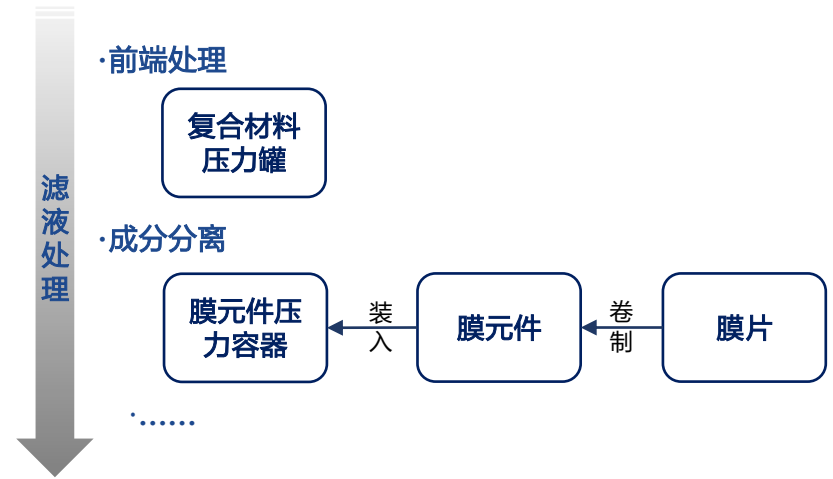 ·前端处理
复合材料
压力罐
滤液处理
·成分分离
膜元件压
力容器
装入
膜元件
卷制
膜片
·……